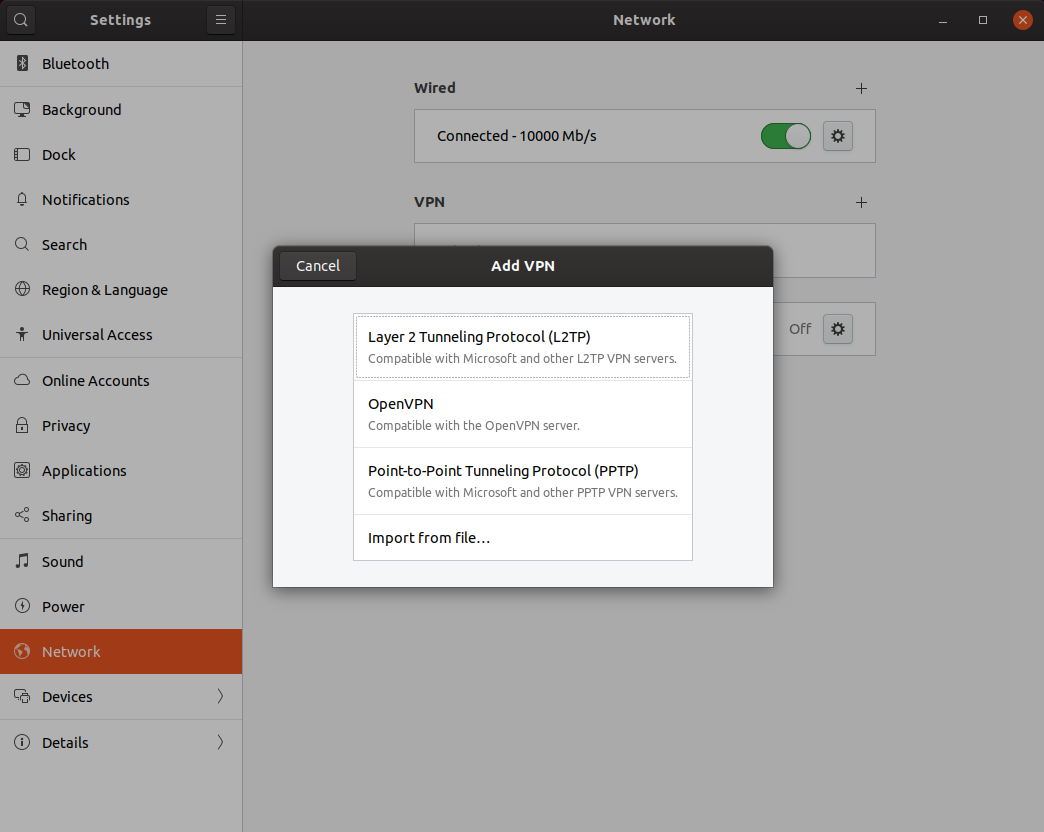 Settings
Network
Bluetooth
Background
Dock
Notifications
Search
Region & Language
Universal Access
Online Accounts
Privacy
Applications
Sharing
Sound
Power
Network
Devices
Details
Wired
Connected - 10000 Mb/s
VPN
Off
Cancel
Add VPN
Layer 2 Tunneling Protocol (L2TP)
Compatible with Microsoft and other L2TP VPN servers.
OpenVPN
Compatible with the OpenVPN server.
Point-to-Point Tunneling Protocol (PPTP)
Compatible with Microsoft and other PPTP VPN servers.
Import from file...